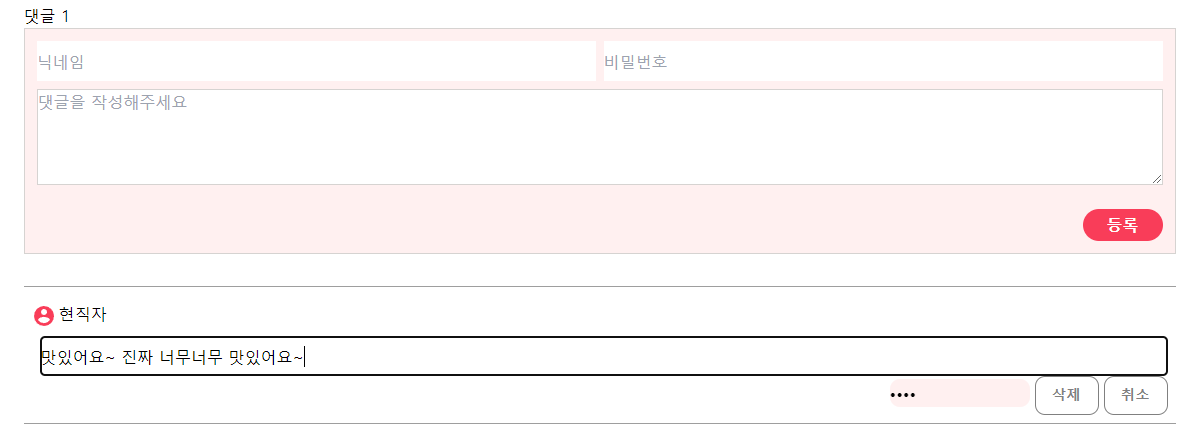 댓글 1
닉네임 비밀번호
댓글을 작성해주세요
등록
현직자
맛있어요~ 진짜 너무너무 맛있어요~
•••• 삭제 취소